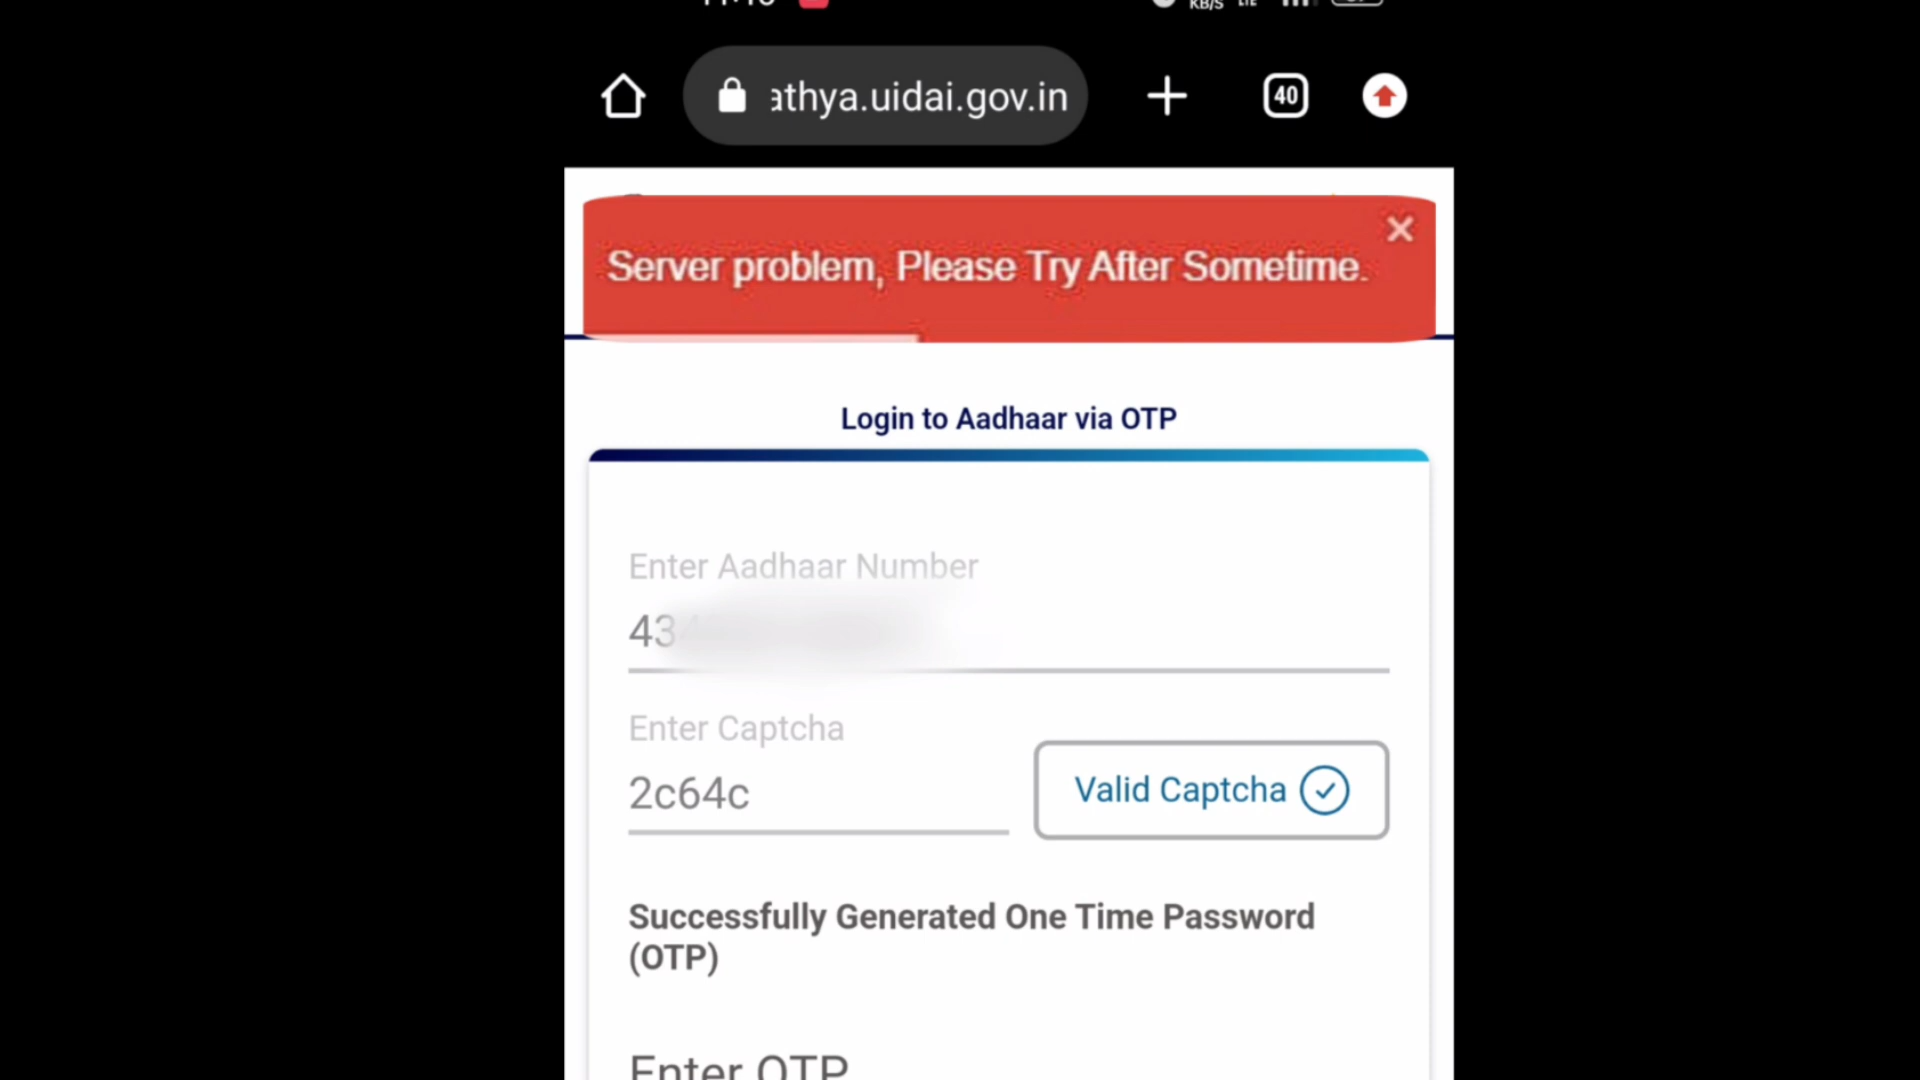 KB/S
athya.uidai.gov.in
40
Server problem, Please Try After Sometime.
Login to Aadhaar via OTP
Enter Aadhaar Number
43
Enter Captcha
2c64c
Valid Captcha
Successfully Generated One Time Password
(OTP)
Enter OTP